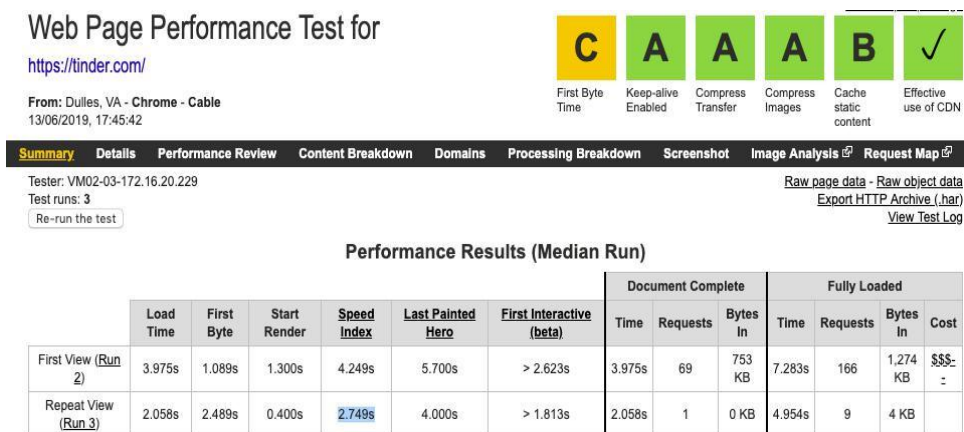 Web Page Performance Test for
https://tinder.com/
From: Dulles, VA - Chrome - Cable
13/06/2019, 17:45:42
C A A A B ✓
First Byte Time
Keep-alive Enabled
Compress Transfer
Compress Images
Cache static content
Effective use of CDN
Summary Details Performance Review Content Breakdown Domains Processing Breakdown Screenshot Image Analysis Request Map
Tester: VM02-03-172.16.20.229
Test runs: 3
Re-run the test
Raw page data - Raw object data
Export HTTP Archive (.har)
View Test Log
Performance Results (Median Run)
Document Complete Fully Loaded
Load Time First Byte Start Render Speed Index Last Painted Hero First Interactive (beta) Time Requests Bytes In Time Requests Bytes In Cost
First View (Run 2) 3.975s 1.089s 1.300s 4.249s 5.700s > 2.623s 3.975s 69 753 KB 7.283s 166 1,274 KB $$$--
Repeat View (Run 3) 2.058s 2.489s 0.400s 2.749s 4.000s > 1.813s 2.058s 1 0 KB 4.954s 9 4 KB